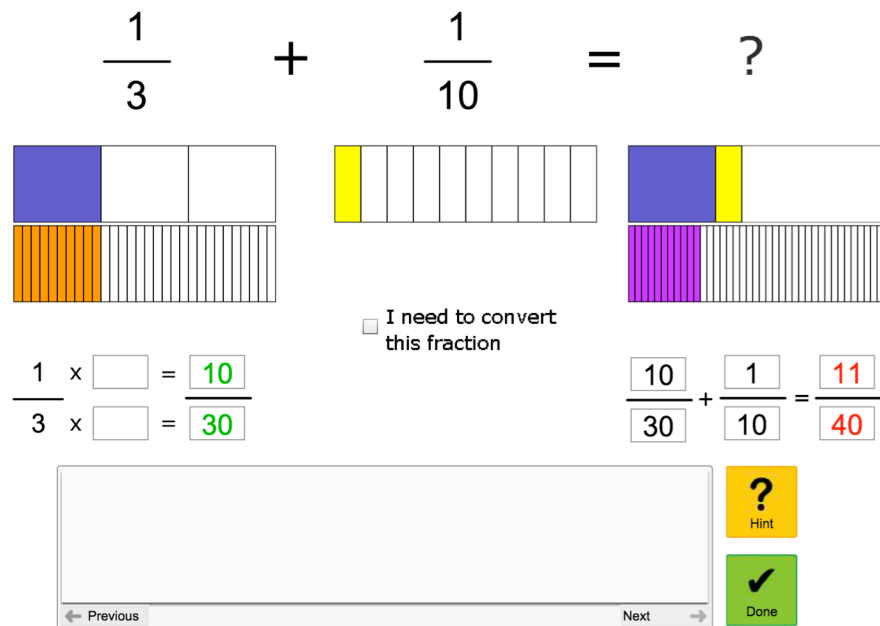 1 + 1 = ?
3 10
I need to convert
this fraction
1 x = 10
3 x = 30
10 + 1 = 11
30 10 40
?
Hint
Previous
Next
Done